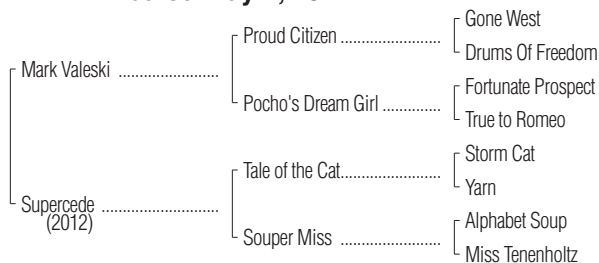 Gone West
Proud Citizen ....................
Drums Of Freedom
Mark Valeski ........................
Fortunate Prospect
Pocho's Dream Girl ..............
True to Romeo
Storm Cat
Tale of the Cat........................
Yarn
Supercede ............................
(2012)
Alphabet Soup
Souper Miss .........................
Miss Tenenholtz